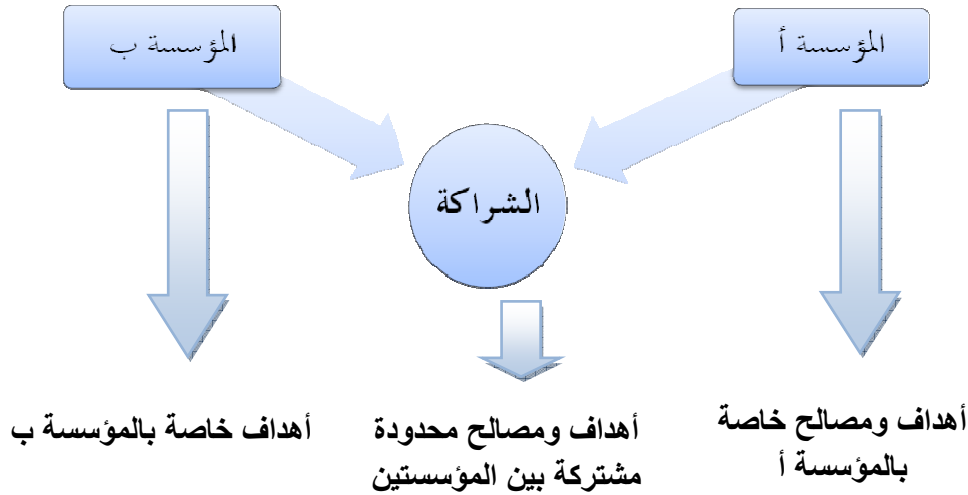 المؤسسة أ
المؤسسة ب
الشراكة
أهداف ومصالح خاصة
بالمؤسسة أ
أهداف ومصالح محدودة
مشتركة بين المؤسستين
أهداف خاصة بالمؤسسة ب